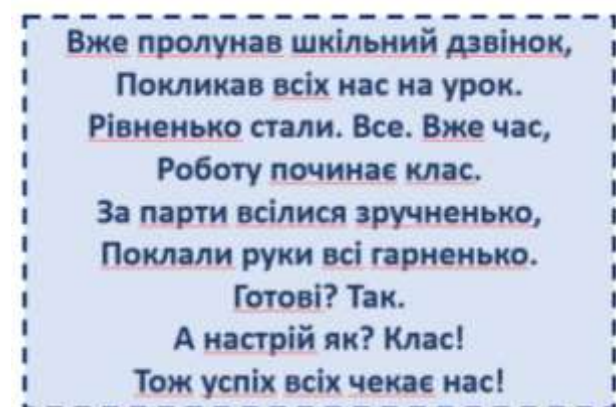 Вже пролунав шкільний дзвінок,
Покликав всіх нас на урок.
Рівненько стали. Все. Вже час,
Роботу починає клас.
За парти всілися зручненько,
Поклали руки всі гарненько.
Готові? Так.
А настрій як? Клас!
Тож успіх всіх чекає нас!